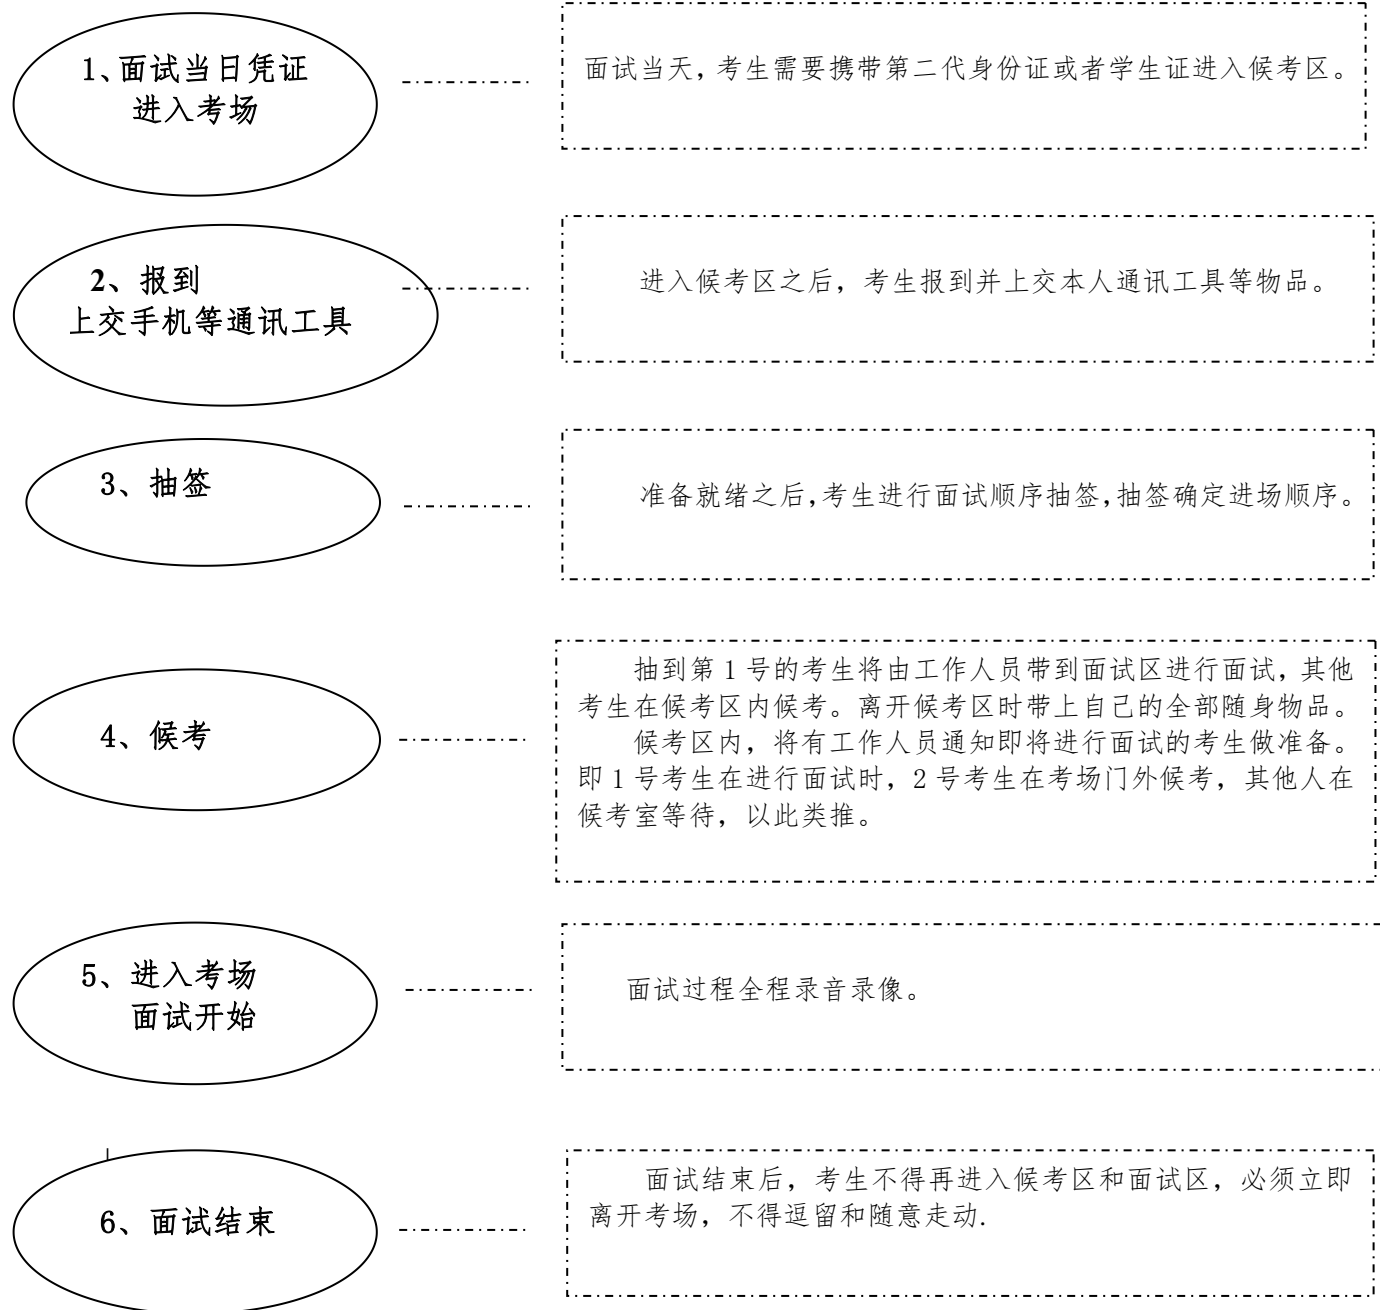 1、面试当日凭证
进入考场
面试当天，考生需要携带第二代身份证或者学生证进入候考区。
2、报到
上交手机等通讯工具
进入候考区之后，考生报到并上交本人通讯工具等物品。
3、抽签
准备就绪之后，考生进行面试顺序抽签，抽签确定进场顺序。
4、候考
抽到第1号的考生将由工作人员带到面试区进行面试，其他
考生在候考区内候考。离开候考区时带上自己的全部随身物品。
候考区内，将有工作人员通知即将进行面试的考生做准备。
即1号考生在进行面试时，2号考生在考场门外候考，其他人在
候考室等待，以此类推。
5、进入考场
面试开始
面试过程全程录音录像。
6、面试结束
面试结束后，考生不得再进入候考区和面试区，必须立即
离开考场，不得逗留和随意走动.